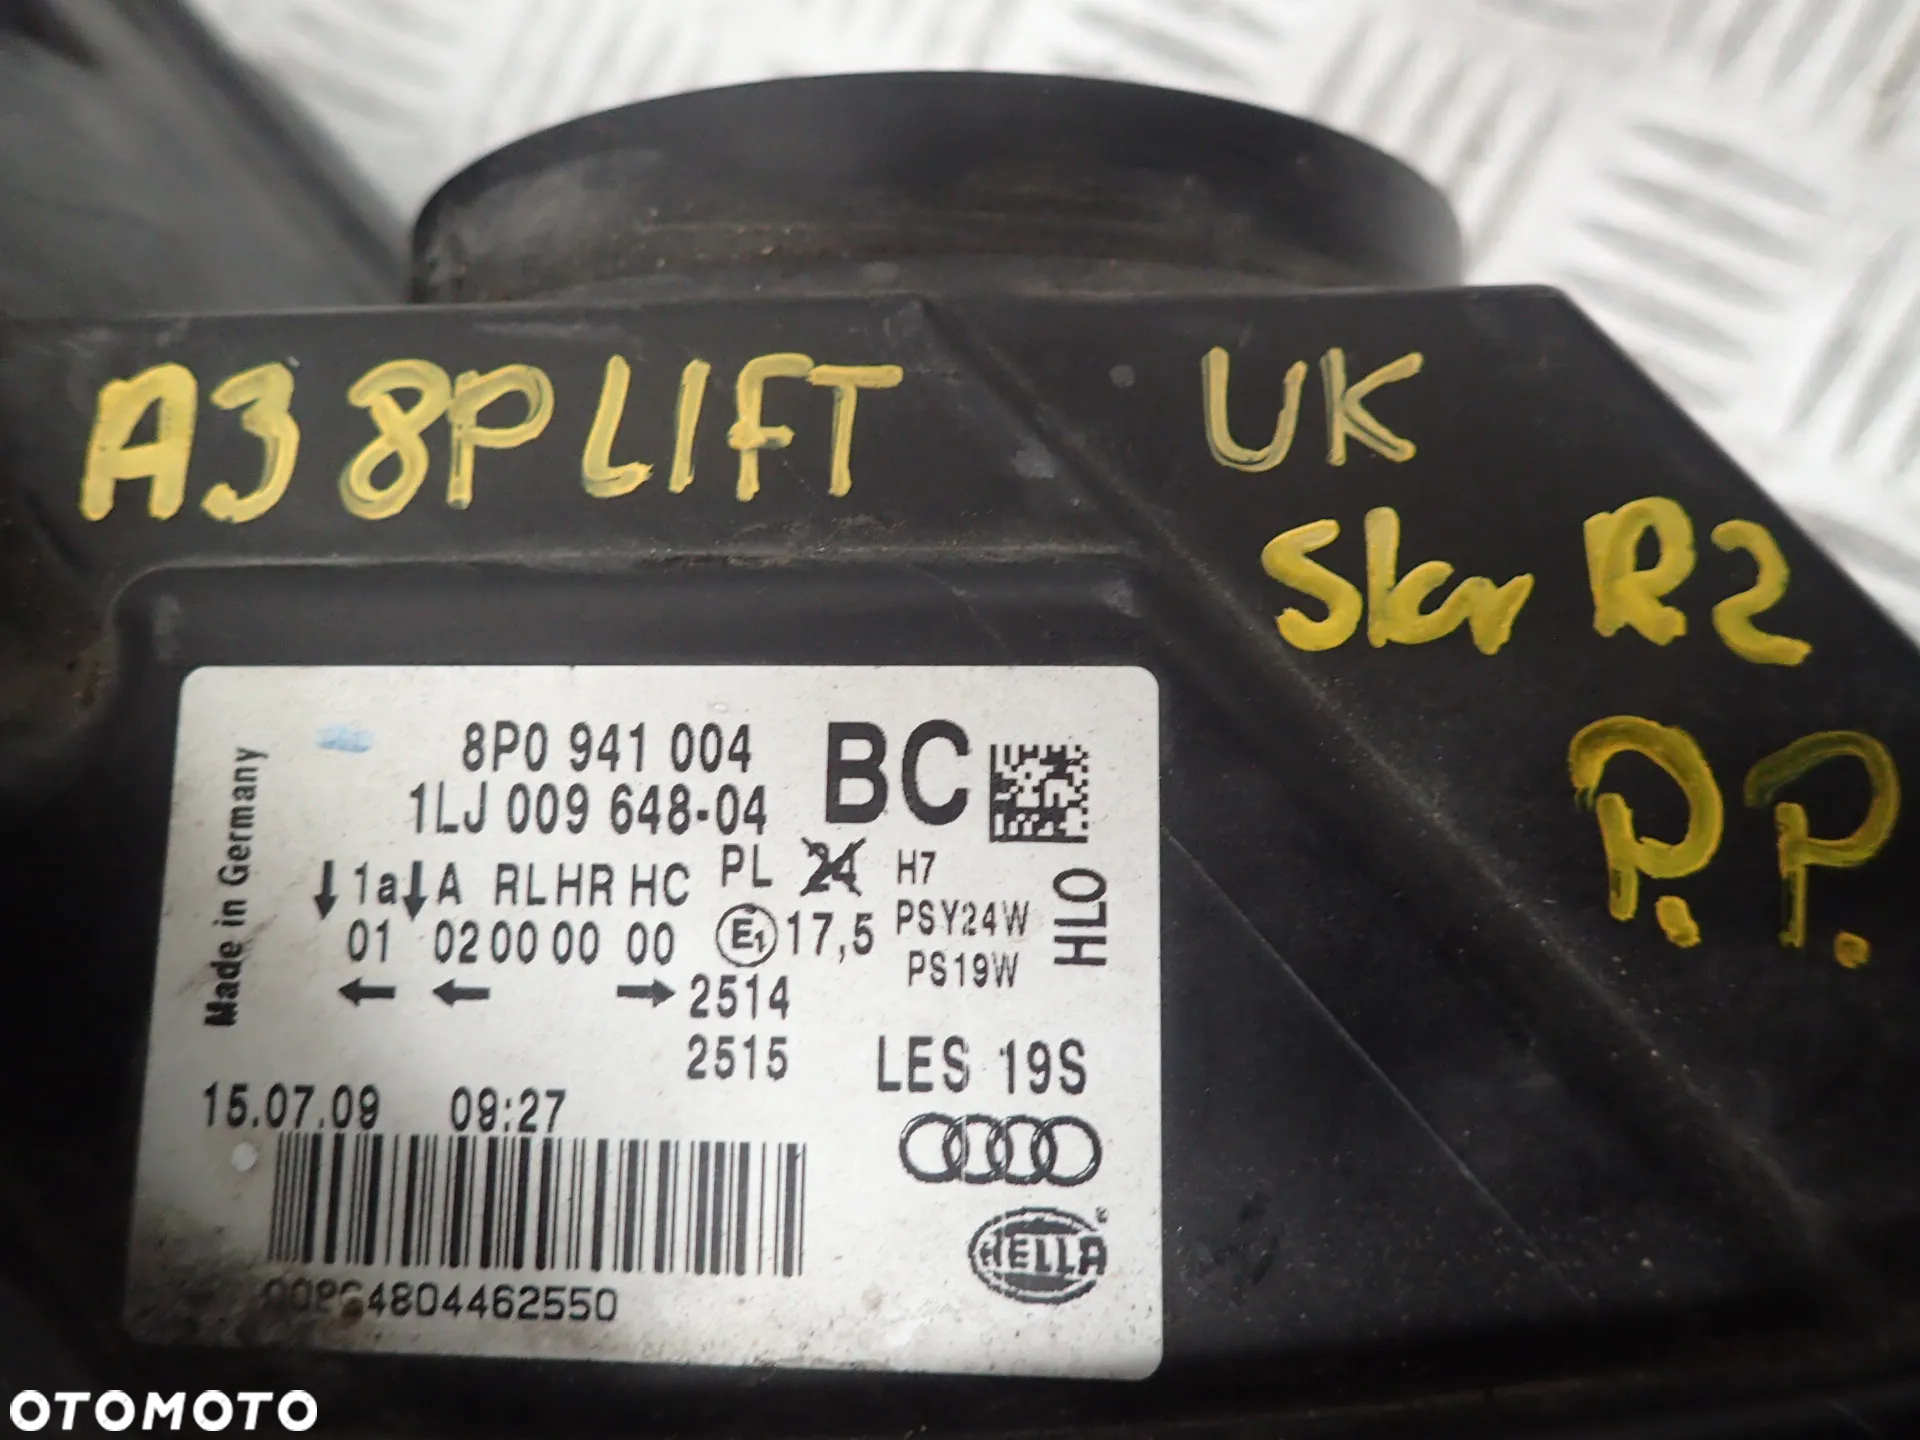 A3 8P LIFT
UK
Skr R2
P.P.
8P0 941 004
BC
1LJ 009 648-04
1a A RL HR HC PL 24 H7
01 02 00 00 00 E1 17,5 PSY24W
PS19W
HLO
2514
2515
LES 19S
Made in Germany
15.07.09 09:27
4804462550
HELLA
OTOMOTO